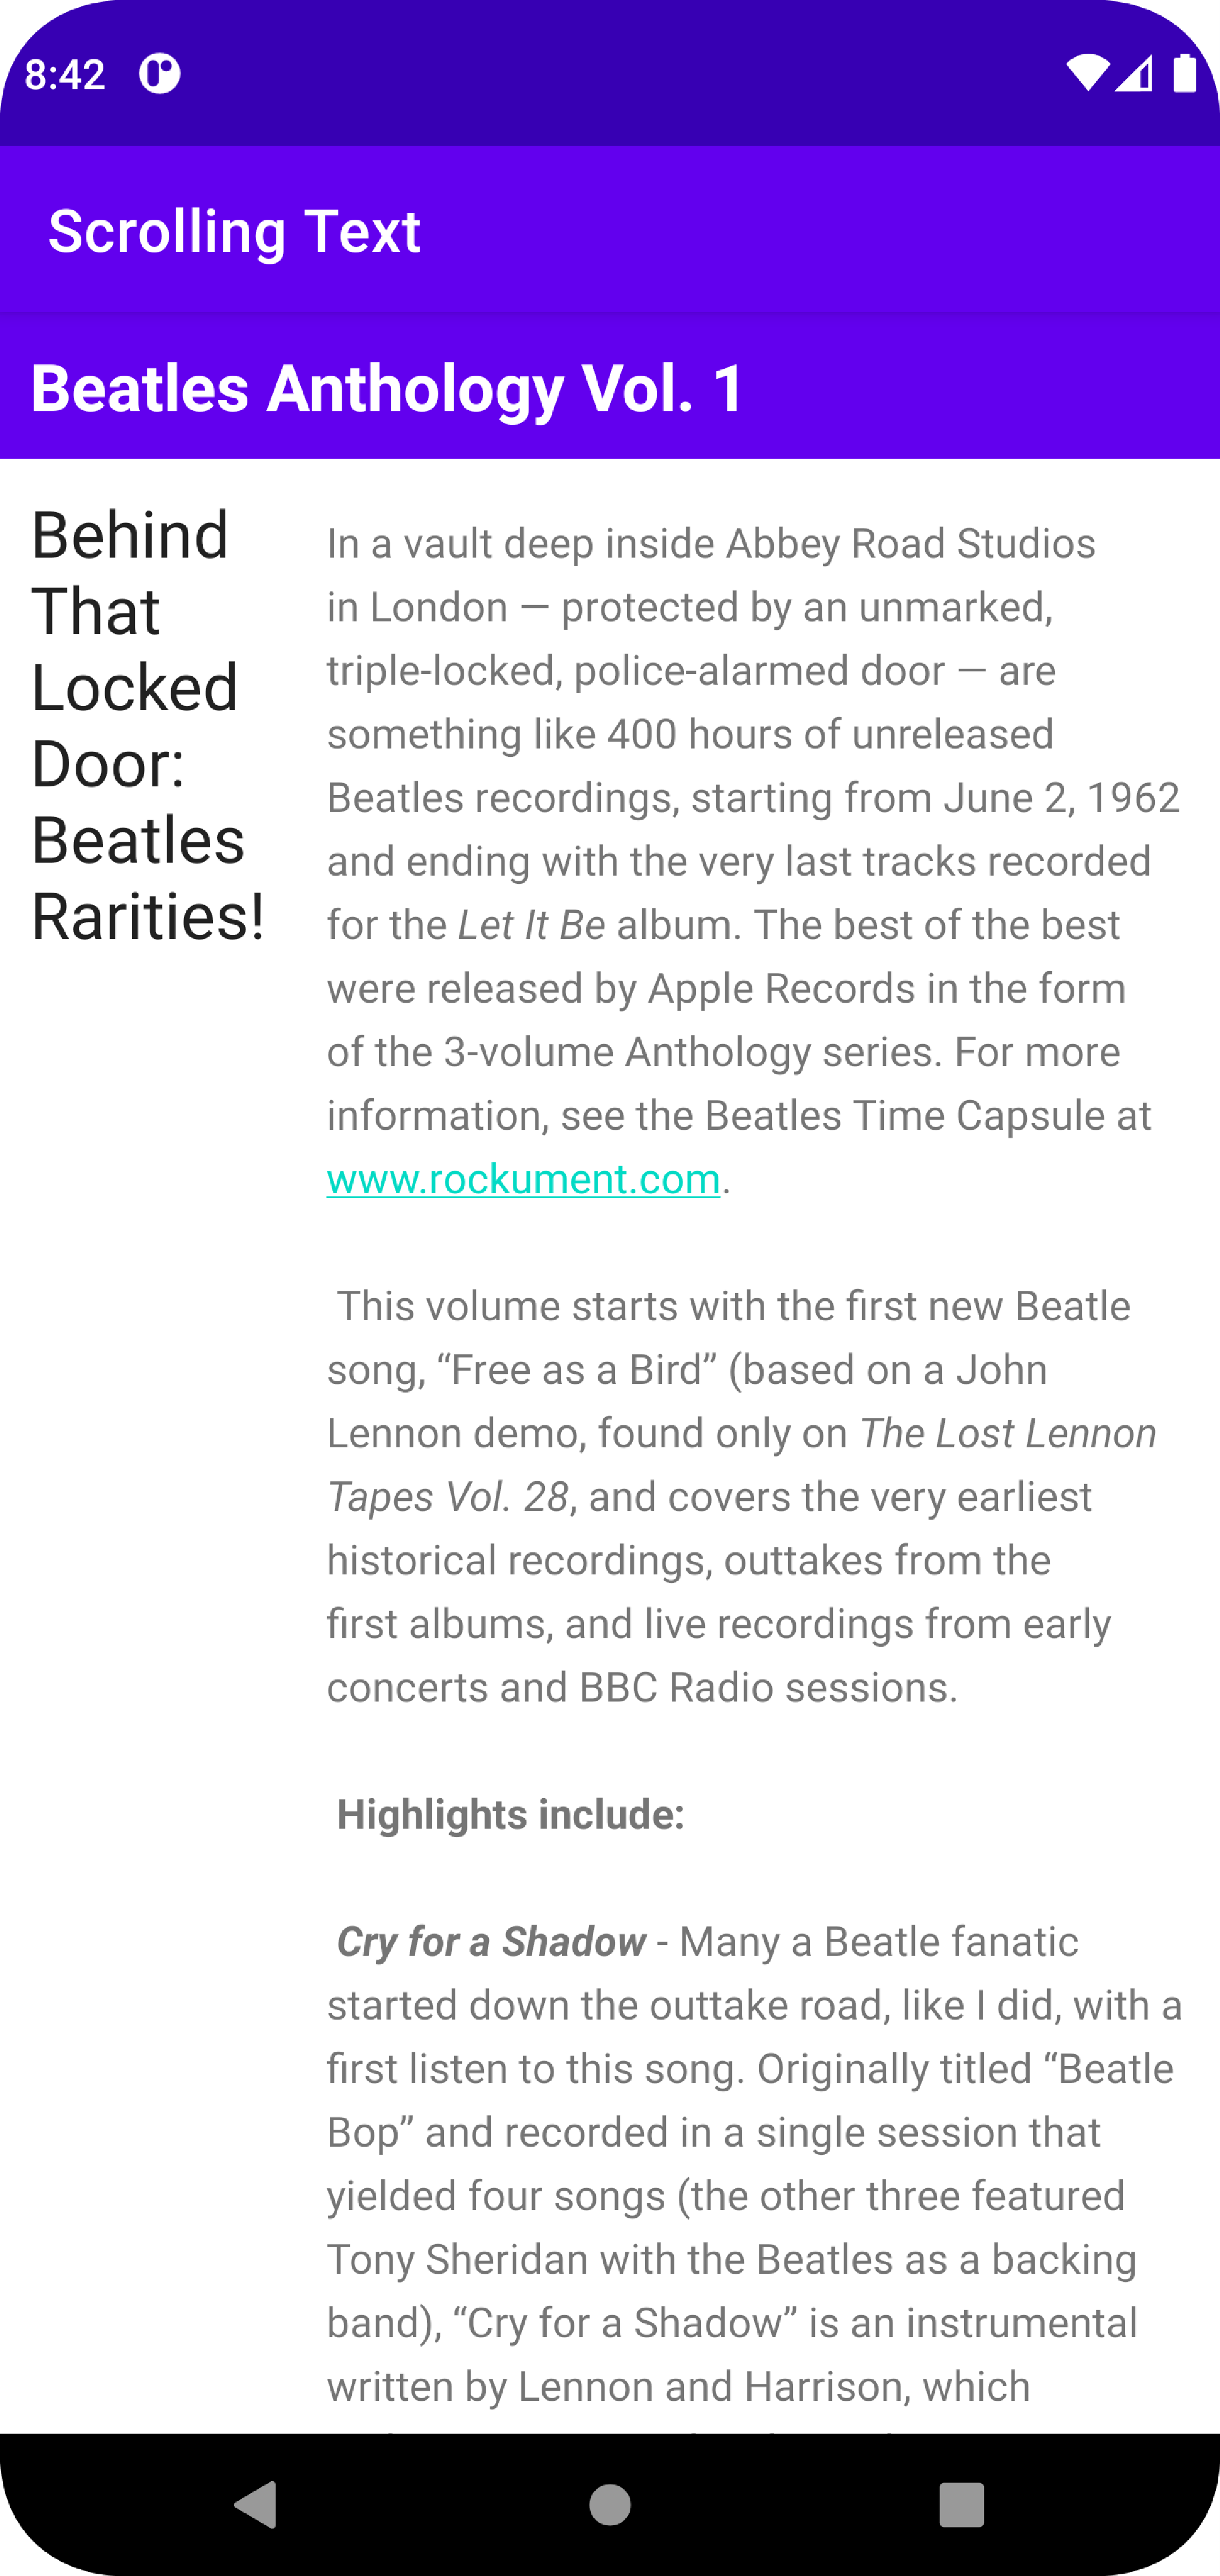 8:42
Scrolling Text
Beatles Anthology Vol. 1
Behind
That
Locked
Door:
Beatles
Rarities!
In a vault deep inside Abbey Road Studios
in London — protected by an unmarked,
triple-locked, police-alarmed door — are
something like 400 hours of unreleased
Beatles recordings, starting from June 2, 1962
and ending with the very last tracks recorded
for the Let It Be album. The best of the best
were released by Apple Records in the form
of the 3-volume Anthology series. For more
information, see the Beatles Time Capsule at
www.rockument.com.
This volume starts with the first new Beatle
song, “Free as a Bird” (based on a John
Lennon demo, found only on The Lost Lennon
Tapes Vol. 28, and covers the very earliest
historical recordings, outtakes from the
first albums, and live recordings from early
concerts and BBC Radio sessions.
Highlights include:
Cry for a Shadow - Many a Beatle fanatic
started down the outtake road, like I did, with a
first listen to this song. Originally titled “Beatle
Bop” and recorded in a single session that
yielded four songs (the other three featured
Tony Sheridan with the Beatles as a backing
band), “Cry for a Shadow” is an instrumental
written by Lennon and Harrison, which